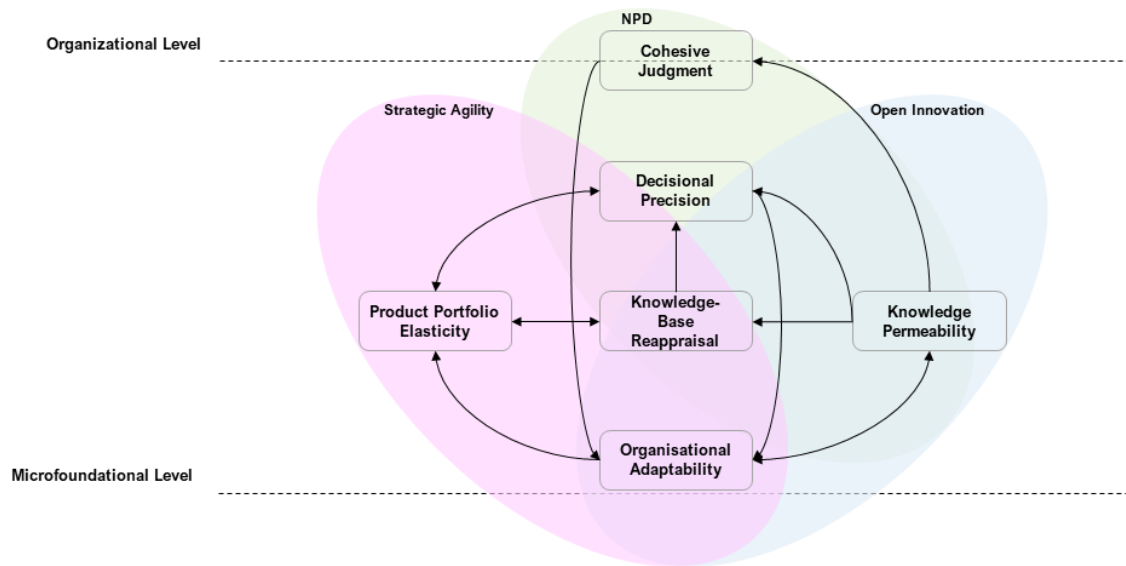 NPD
Organizational Level
Cohesive
Judgment
Strategic Agility
Open Innovation
Decisional
Precision
Product Portfolio
Elasticity
Knowledge-
Base
Reappraisal
Knowledge
Permeability
Organisational
Adaptability
Microfoundational Level